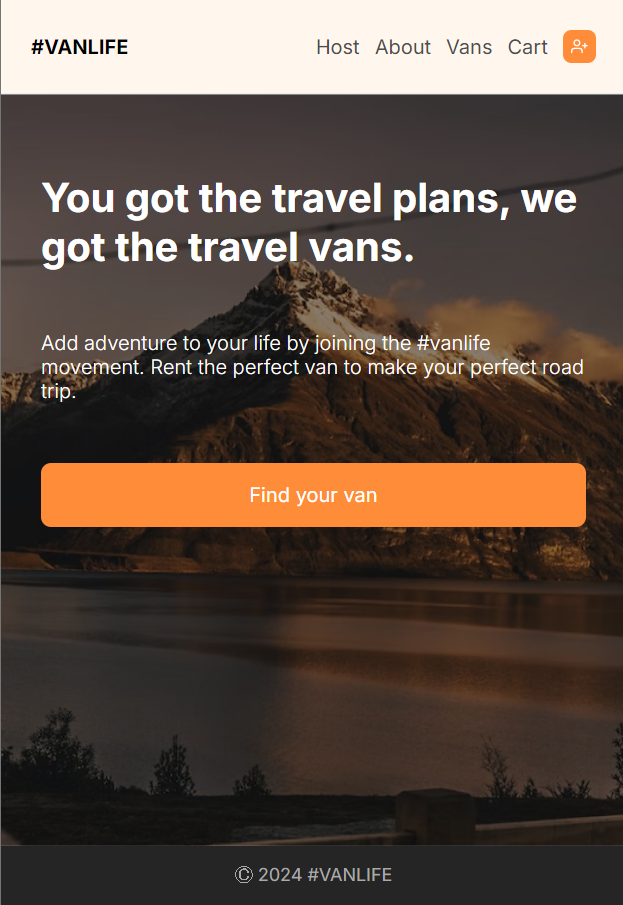 #VANLIFE
Host About Vans Cart
You got the travel plans, we
got the travel vans.
Add adventure to your life by joining the #vanlife
movement. Rent the perfect van to make your perfect road
trip.
Find your van
© 2024 #VANLIFE